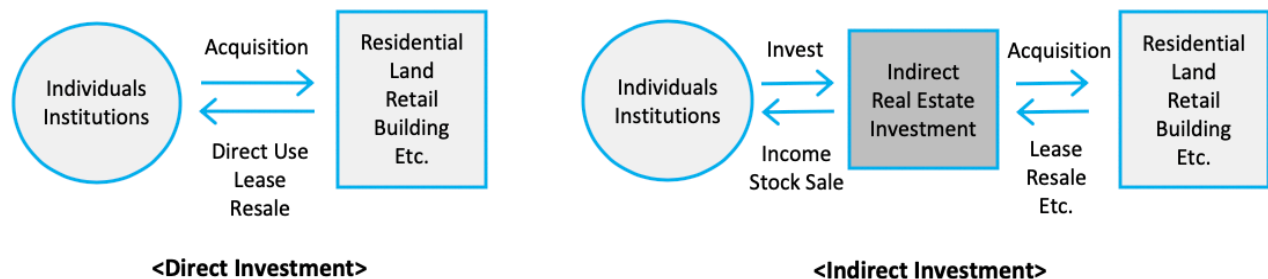 Individuals
Institutions
Acquisition
Direct Use
Lease
Resale
Residential
Land
Retail
Building
Etc.
<Direct Investment>
Individuals
Institutions
Invest
Income
Stock Sale
Indirect
Real Estate
Investment
Acquisition
Lease
Resale
Etc.
Residential
Land
Retail
Building
Etc.
<Indirect Investment>